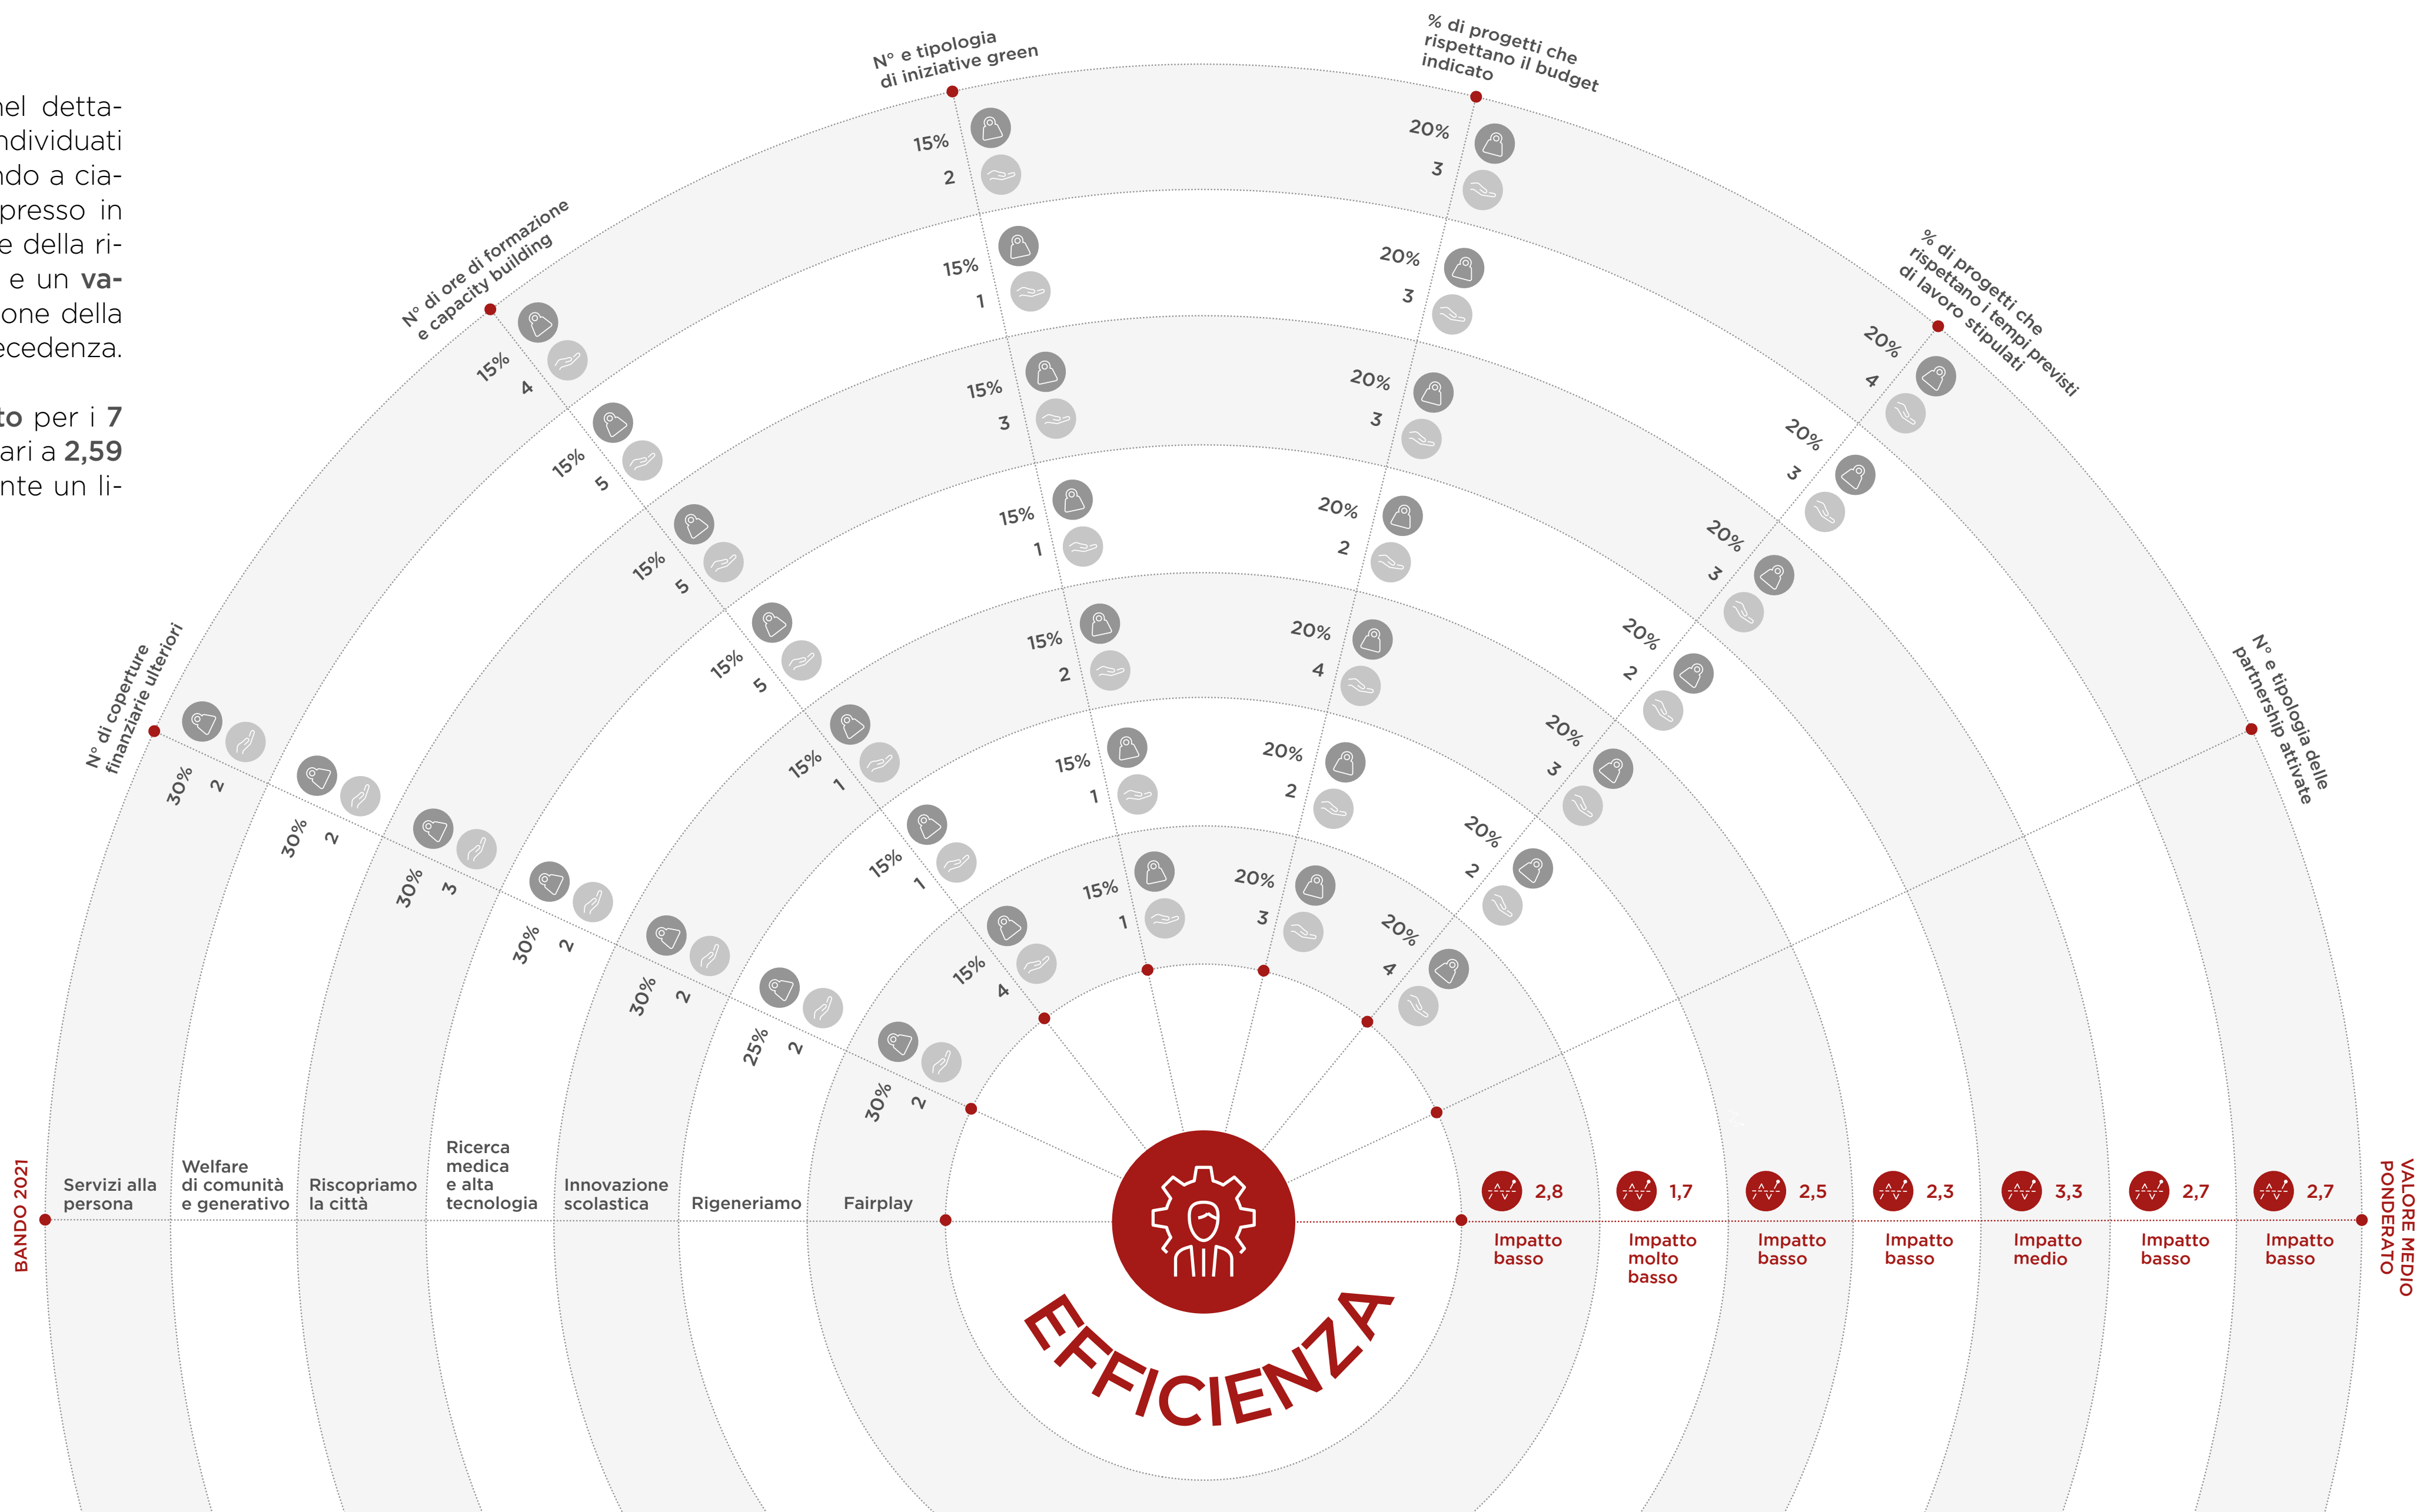 nel detta-
ndividuati
ndo a cia-
presso in
e della ri-
e un va-
one della
ecedenza.
to per i 7
ari a 2,59
nte un li-
N° di coperture
finanziarie ulteriori
30%
2
30%
2
30%
3
30%
2
30%
2
25%
2
30%
2
N° di ore di formazione
e capacity building
15%
4
15%
5
15%
5
15%
5
15%
1
15%
1
15%
4
N° e tipologia
di iniziative green
15%
2
15%
1
15%
3
15%
1
15%
2
15%
1
15%
1
% di progetti che
rispettano il budget
indicato
20%
3
20%
3
20%
3
20%
2
20%
4
20%
2
20%
3
% di progetti che
rispettano i tempi previsti
di lavoro stipulati
20%
4
20%
3
20%
3
20%
2
20%
3
20%
2
20%
4
N° e tipologia delle
partnership attivate
BANDO 2021
Servizi alla
persona
Welfare
di comunità
e generativo
Riscopriamo
la città
Ricerca
medica
e alta
tecnologia
Innovazione
scolastica
Rigeneriamo
Fairplay
EFFICIENZA
2,8
Impatto
basso
1,7
Impatto
molto
basso
2,5
Impatto
basso
2,3
Impatto
basso
3,3
Impatto
medio
2,7
Impatto
basso
2,7
Impatto
basso
VALORE MEDIO
PONDERATO